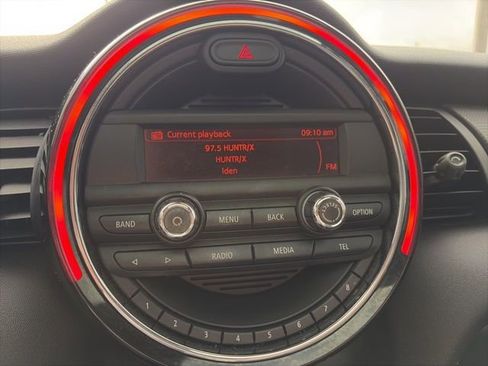 Current playback 09:10 am
97.5 HUNTR/X
HUNTR/X
Iden
FM
BAND MENU BACK OPTION
RADIO MEDIA TEL
1 2 3 4 5 6 7 8